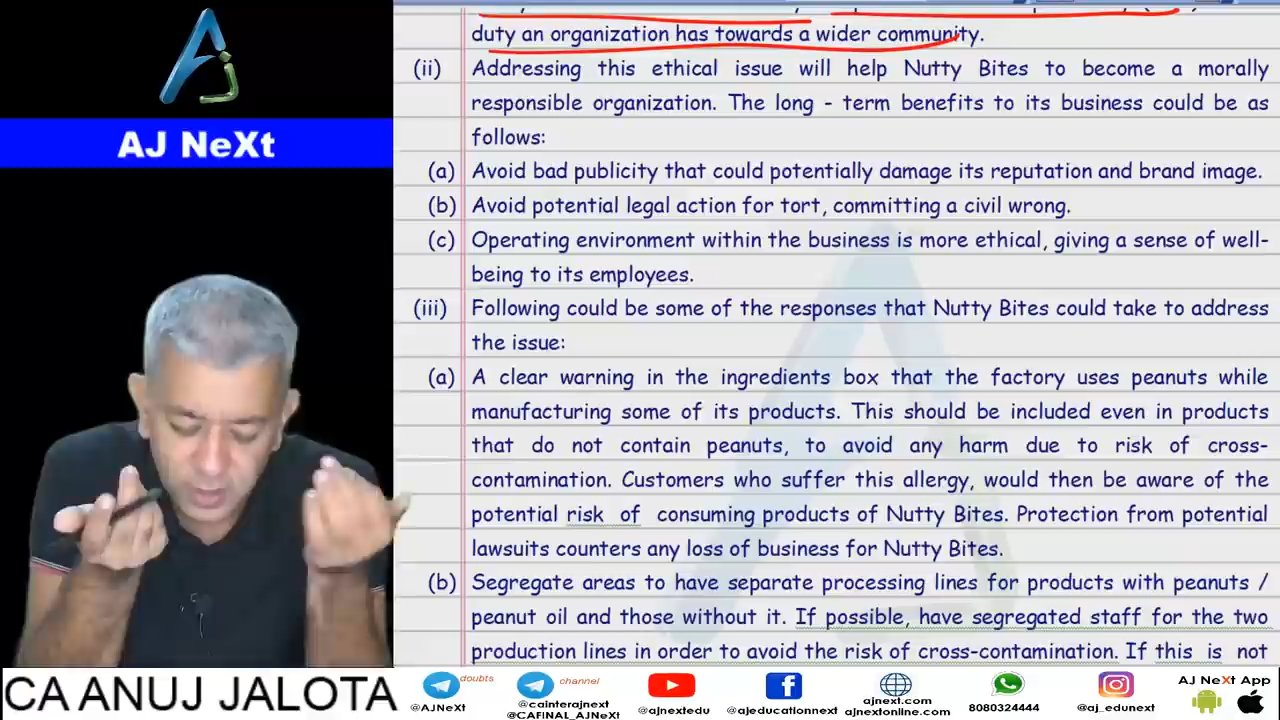 duty an organization has towards a wider community.
(ii) Addressing this ethical issue will help Nutty Bites to become a morally
responsible organization. The long - term benefits to its business could be as
follows:
(a) Avoid bad publicity that could potentially damage its reputation and brand image.
(b) Avoid potential legal action for tort, committing a civil wrong.
(c) Operating environment within the business is more ethical, giving a sense of well-
being to its employees.
(iii) Following could be some of the responses that Nutty Bites could take to address
the issue:
(a) A clear warning in the ingredients box that the factory uses peanuts while
manufacturing some of its products. This should be included even in products
that do not contain peanuts, to avoid any harm due to risk of cross-
contamination. Customers who suffer this allergy, would then be aware of the
potential risk of consuming products of Nutty Bites. Protection from potential
lawsuits counters any loss of business for Nutty Bites.
(b) Segregate areas to have separate processing lines for products with peanuts /
peanut oil and those without it. If possible, have segregated staff for the two
production lines in order to avoid the risk of cross-contamination. If this is not
AJ NeXt
CA ANUJ JALOTA
doubts
@AJNeXt
channel
@cainterajnext
@CAFINAL_AJNeXt
@ajnextedu
@ajeducationnext
ajnext.com
ajnextonline.com
8080323444
@aj_edunext
AJ NeXt App